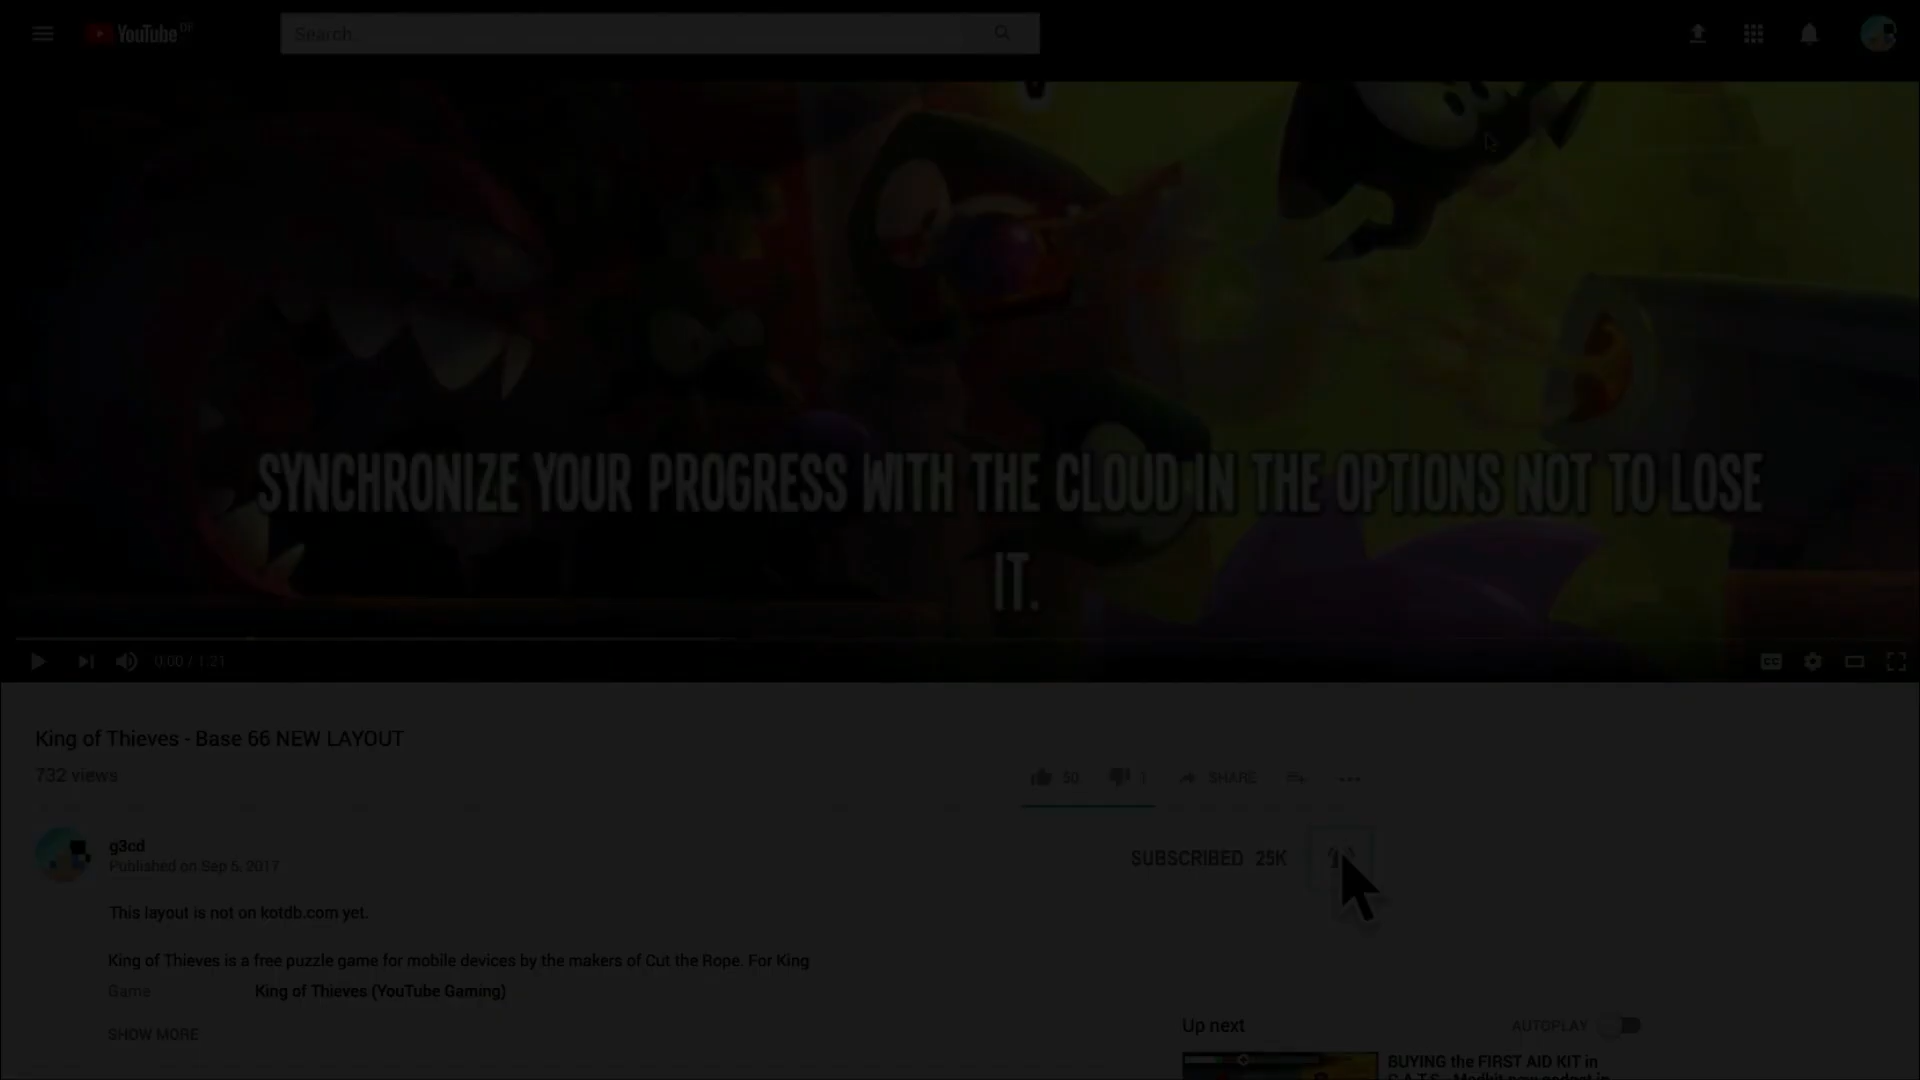 YouTube DE
Search
SYNCHRONIZE YOUR PROGRESS WITH THE CLOUD IN THE OPTIONS NOT TO LOSE
IT.
0:00 / 1:21
CC
King of Thieves - Base 66 NEW LAYOUT
732 views
50
1
SHARE
g3cd
Published on Sep 5, 2017
SUBSCRIBED 25K
This layout is not on kotdb.com yet.
King of Thieves is a free puzzle game for mobile devices by the makers of Cut the Rope. For King
Game
King of Thieves (YouTube Gaming)
SHOW MORE
Up next
AUTOPLAY
BUYING the FIRST AID KIT in